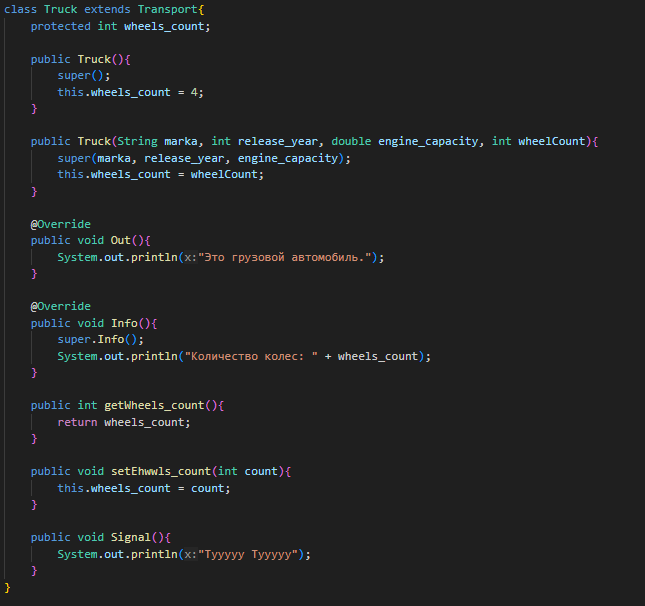 class Truck extends Transport{
protected int wheels_count;
public Truck(){
super();
this.wheels_count = 4;
}
public Truck(String marka, int release_year, double engine_capacity, int wheelCount){
super(marka, release_year, engine_capacity);
this.wheels_count = wheelCount;
}
@Override
public void Out(){
System.out.println(x:"Это грузовой автомобиль.");
}
@Override
public void Info(){
super.Info();
System.out.println("Количество колес: " + wheels_count);
}
public int getWheels_count(){
return wheels_count;
}
public void setEhwwls_count(int count){
this.wheels_count = count;
}
public void Signal(){
System.out.println(x:"Тууууу Тууууу");
}
}